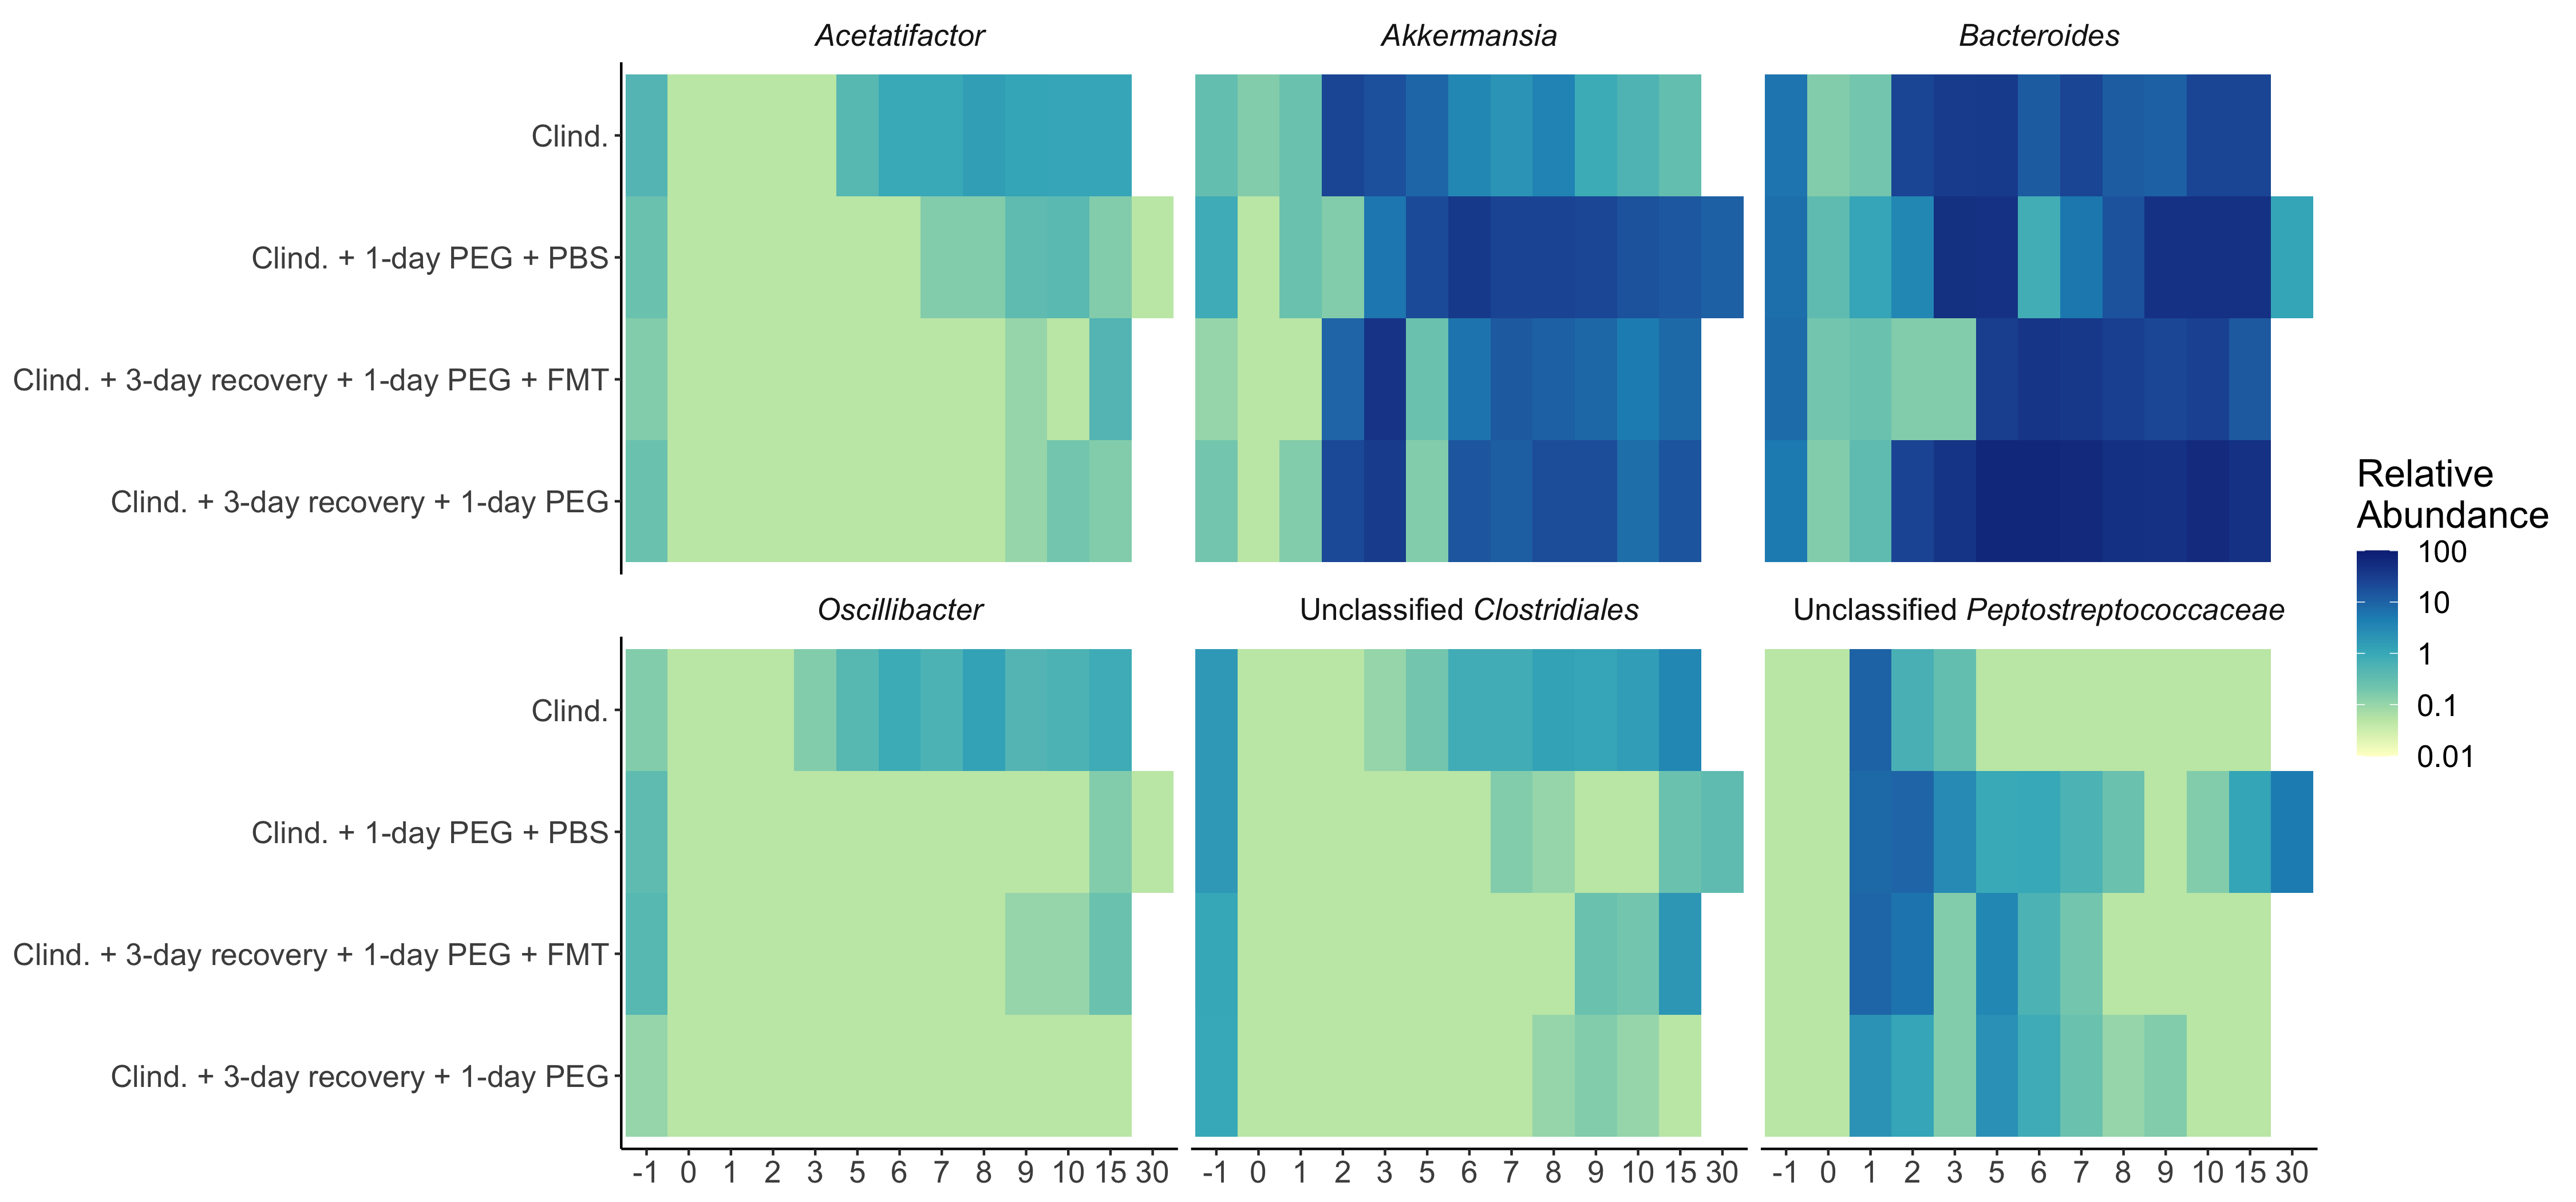 Acetatifactor
Akkermansia
Bacteroides
Clind.
Clind. + 1-day PEG + PBS
Clind. + 3-day recovery + 1-day PEG + FMT
Clind. + 3-day recovery + 1-day PEG
Oscillibacter
Unclassified Clostridiales
Unclassified Peptostreptococcaceae
Clind.
Clind. + 1-day PEG + PBS
Clind. + 3-day recovery + 1-day PEG + FMT
Clind. + 3-day recovery + 1-day PEG
-1 0 1 2 3 5 6 7 8 9 10 15 30
-1 0 1 2 3 5 6 7 8 9 10 15 30
-1 0 1 2 3 5 6 7 8 9 10 15 30
Relative
Abundance
100
10
1
0.1
0.01